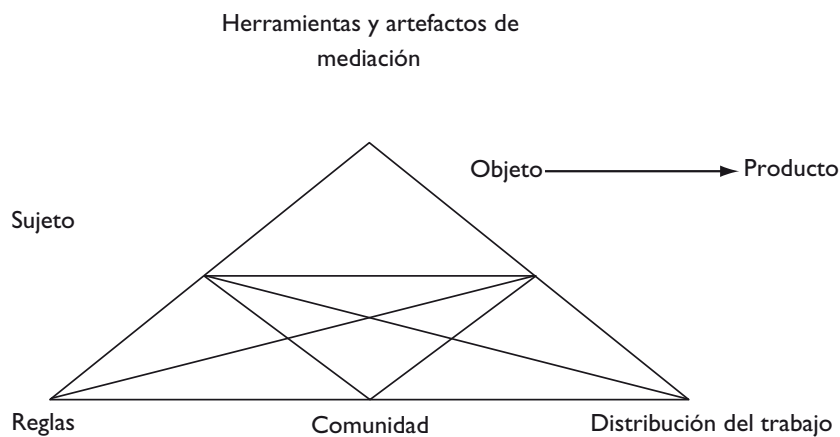 Herramientas y artefactos de
mediación
Objeto
Producto
Sujeto
Reglas
Comunidad
Distribución del trabajo